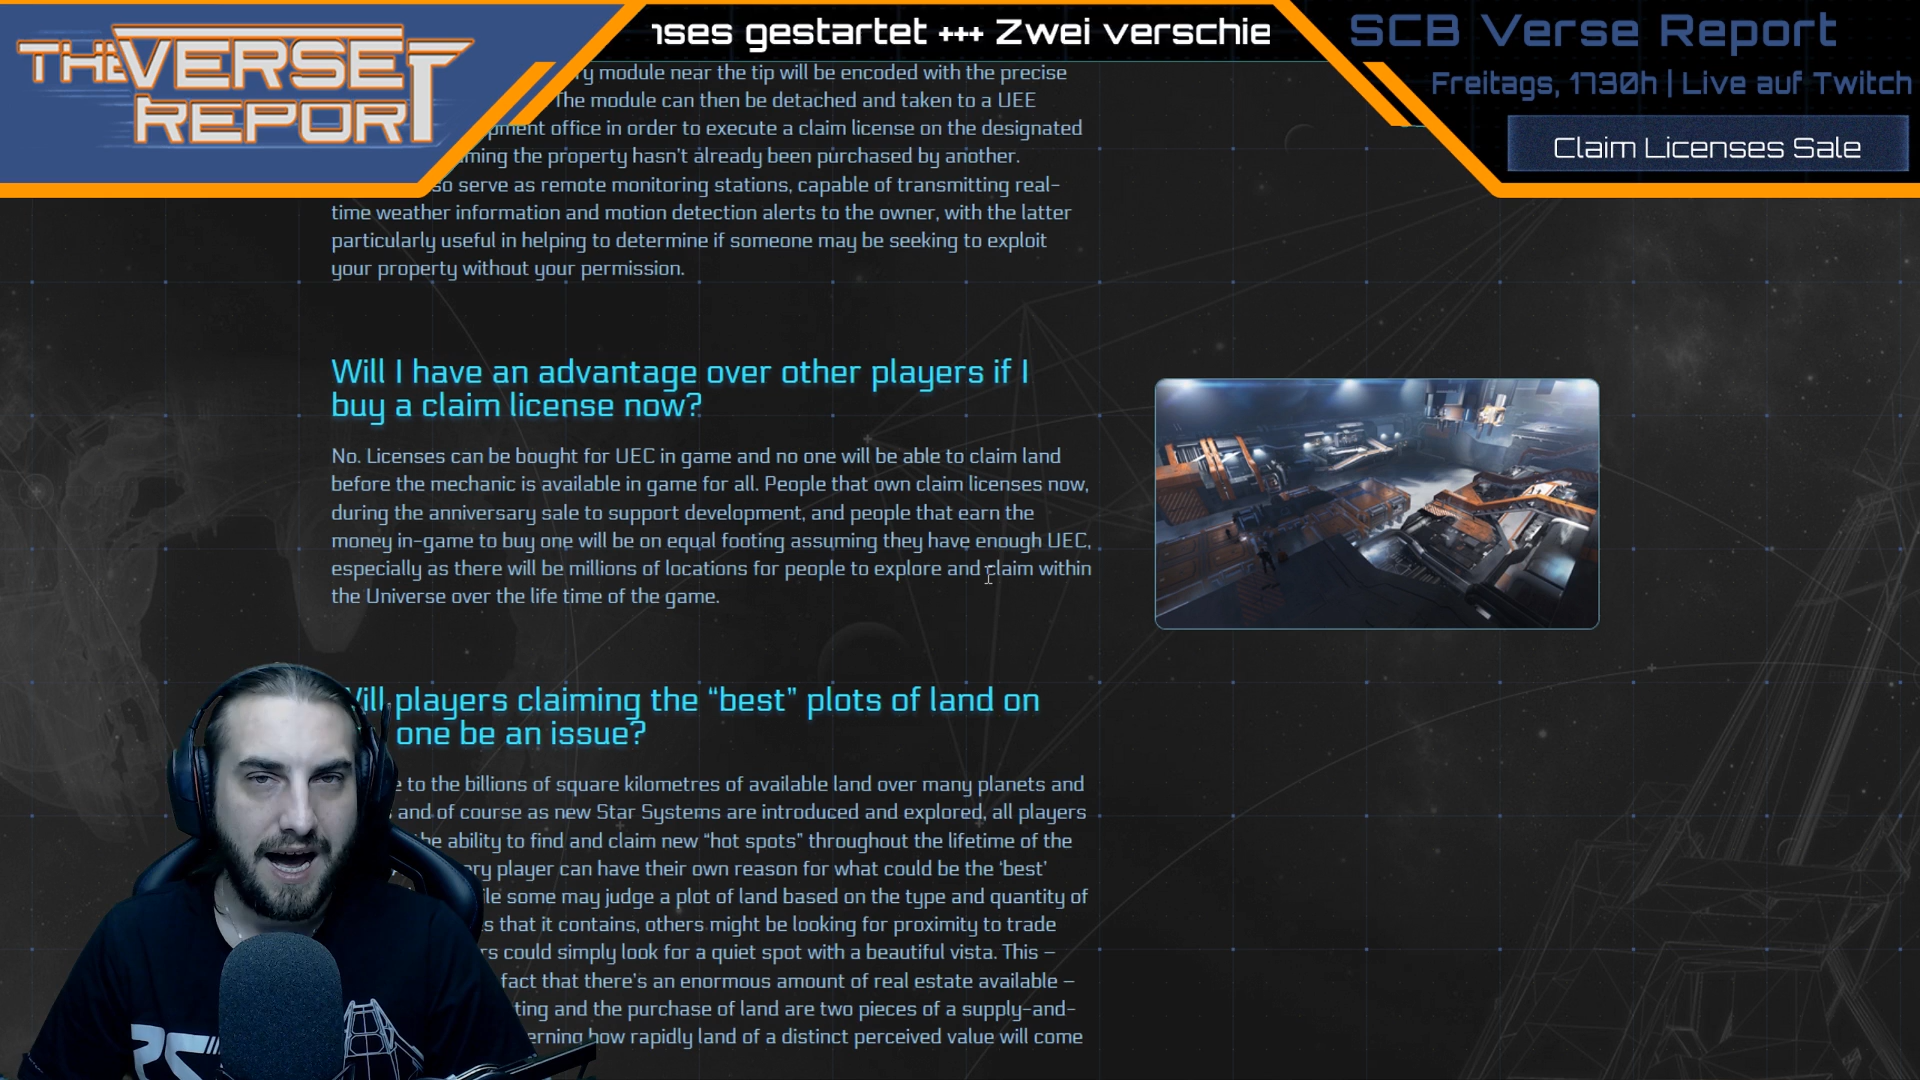 THE VERSE
REPORT
gestartet +++ Zwei
SCB Verse Report
Freitags, 1730h | Live auf Twitch
Claim Licenses Sale
module near the tip will be encoded with the precise
The module can then be detached and taken to a UEE
office in order to execute a claim license on the designated
the property hasn't already been purchased by another.
so serve as remote monitoring stations, capable of transmitting real-
time weather information and motion detection alerts to the owner, with the latter
particularly useful in helping to determine if someone may be seeking to exploit
your property without your permission.
Will I have an advantage over other players if I
buy a claim license now?
No. Licenses can be bought for UEC in game and no one will be able to claim land
before the mechanic is available in game for all. People that own claim licenses now,
during the anniversary sale to support development, and people that earn the
money in-game to buy one will be on equal footing assuming they have enough UEC,
especially as there will be millions of locations for people to explore and claim within
the Universe over the life time of the game.
Will players claiming the “best” plots of land on
one be an issue?
to the billions of square kilometres of available land over many planets and
and of course as new Star Systems are introduced and explored, all players
the ability to find and claim new “hot spots” throughout the lifetime of the
player can have their own reason for what could be the ‘best’
some may judge a plot of land based on the type and quantity of
that it contains, others might be looking for proximity to trade
could simply look for a quiet spot with a beautiful vista. This –
fact that there's an enormous amount of real estate available –
and the purchase of land are two pieces of a supply-and-
how rapidly land of a distinct perceived value will come